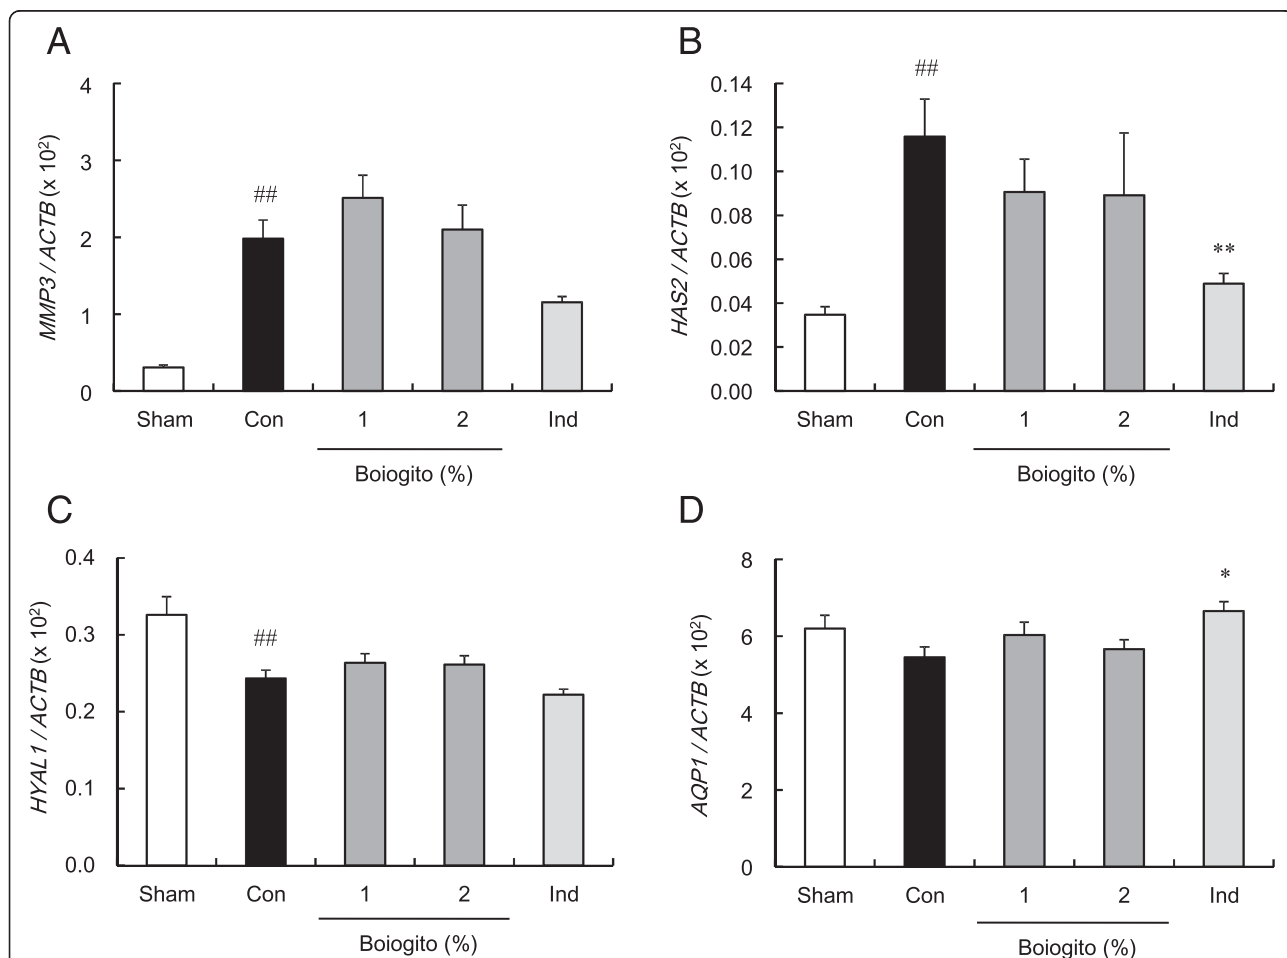 A
MMP3 / ACTB (x 10²)
4
3
2
1
0
##
Sham Con 1 2 Ind
Boiogito (%)
B
HAS2 / ACTB (x 10²)
0.14
0.12
0.10
0.08
0.06
0.04
0.02
0.00
##
**
Sham Con 1 2 Ind
Boiogito (%)
C
HYAL1 / ACTB (x 10²)
0.4
0.3
0.2
0.1
0.0
##
Sham Con 1 2 Ind
Boiogito (%)
D
AQP1 / ACTB (x 10²)
8
6
4
2
0
*
Sham Con 1 2 Ind
Boiogito (%)